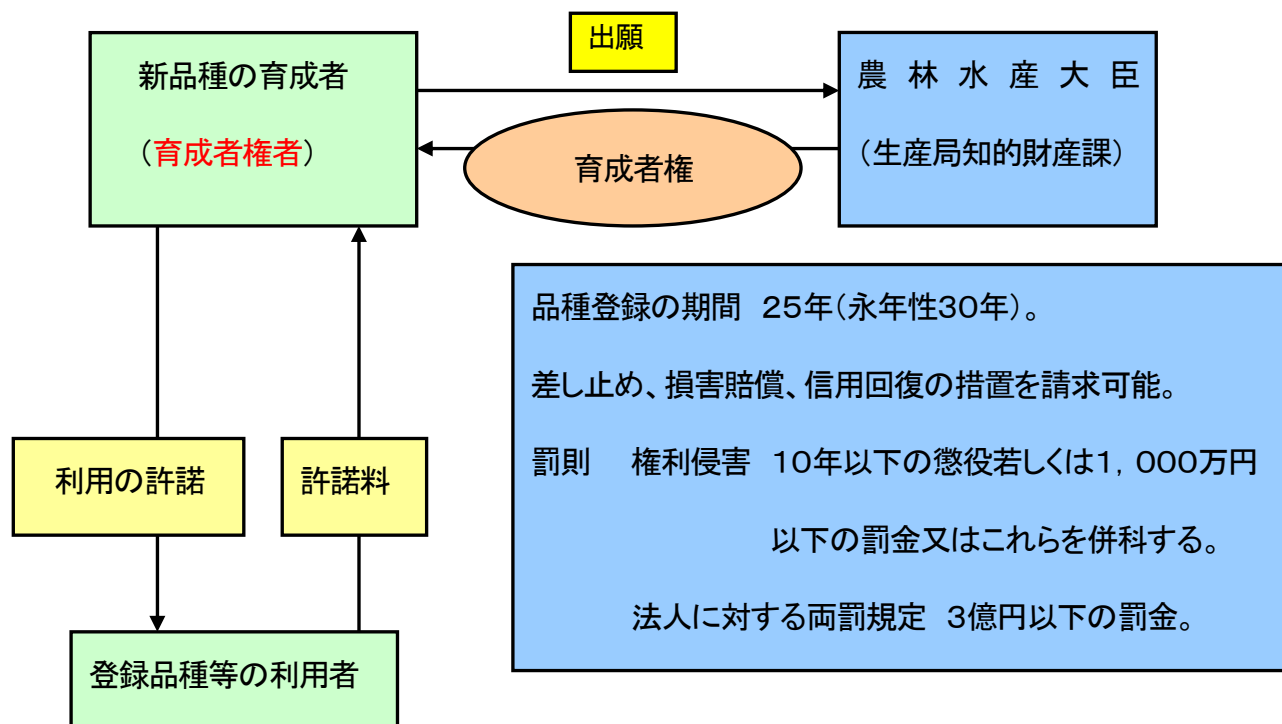 出願
新品種の育成者
(育成者権者)
農 林 水 産 大 臣
(生産局知的財産課)
育成者権
品種登録の期間 25年(永年性30年)。
差し止め、損害賠償、信用回復の措置を請求可能。
罰則 権利侵害 10年以下の懲役若しくは1,000万円
以下の罰金又はこれらを併科する。
法人に対する両罰規定 3億円以下の罰金。
利用の許諾
許諾料
登録品種等の利用者